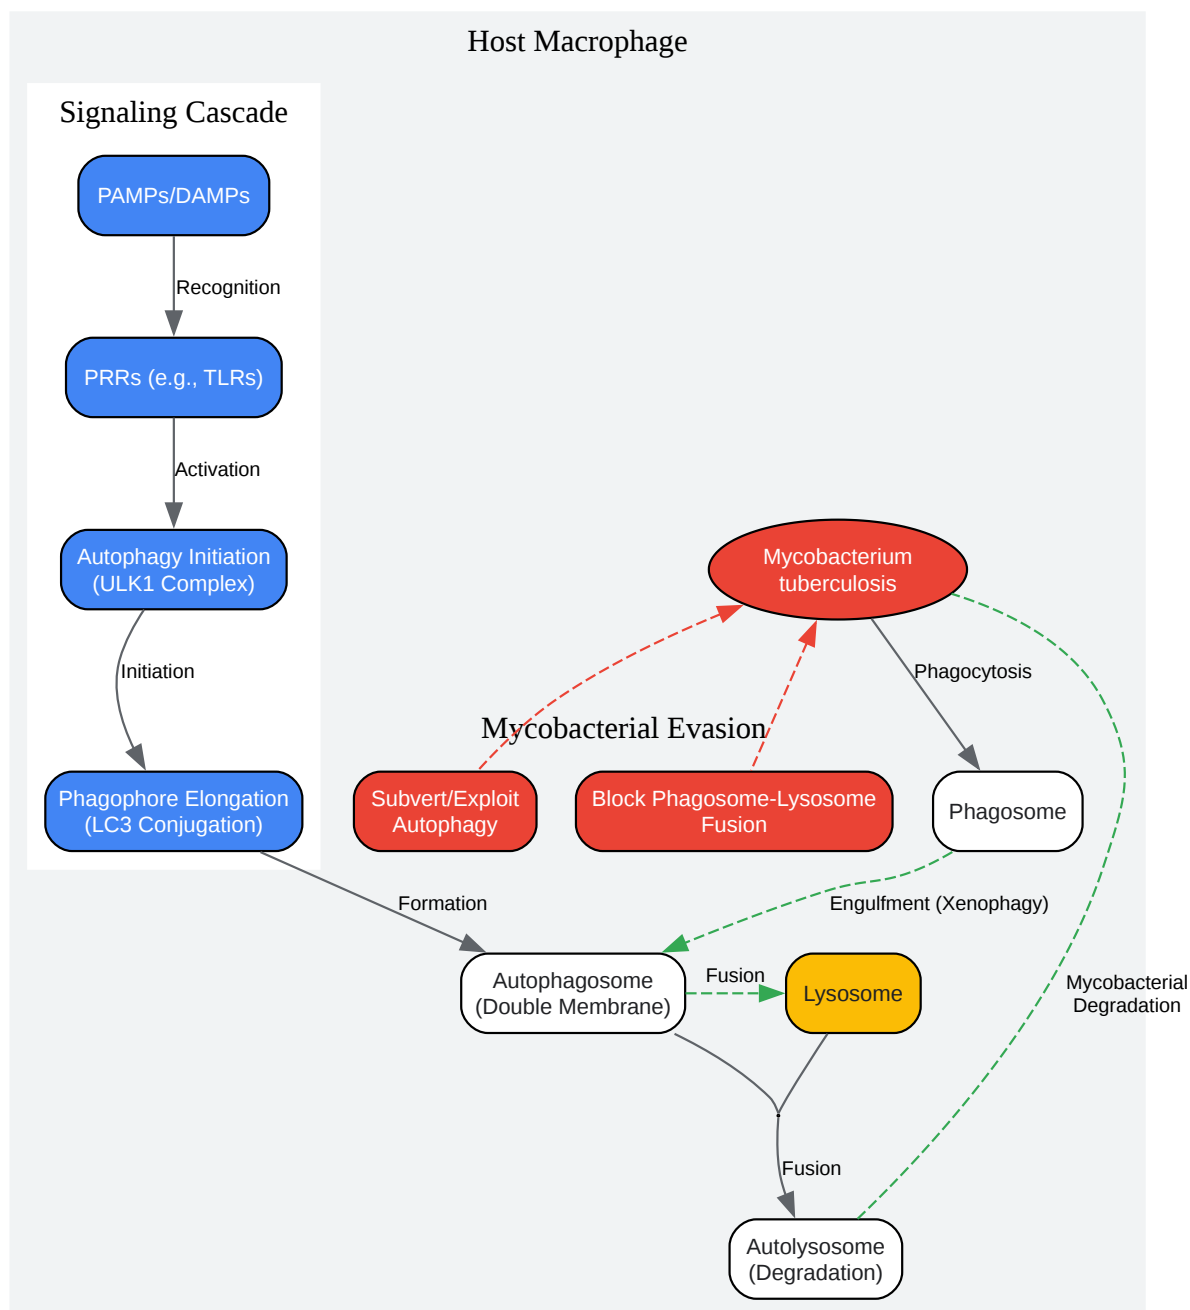 Host Macrophage
Signaling Cascade
PAMPs/DAMPs
Recognition
PRRs (e.g., TLRs)
Activation
Autophagy Initiation
(ULK1 Complex)
Mycobacterium
tuberculosis
Initiation
Phagocytosis
Mycobacterial Evasion
Phagophore Elongation
(LC3 Conjugation)
Subvert/Exploit
Autophagy
Block Phagosome-Lysosome
Fusion
Phagosome
Formation
Engulfment (Xenophagy)
Autophagosome
(Double Membrane)
Fusion
Lysosome
Mycobacterial
Degradation
Fusion
Autolysosome
(Degradation)